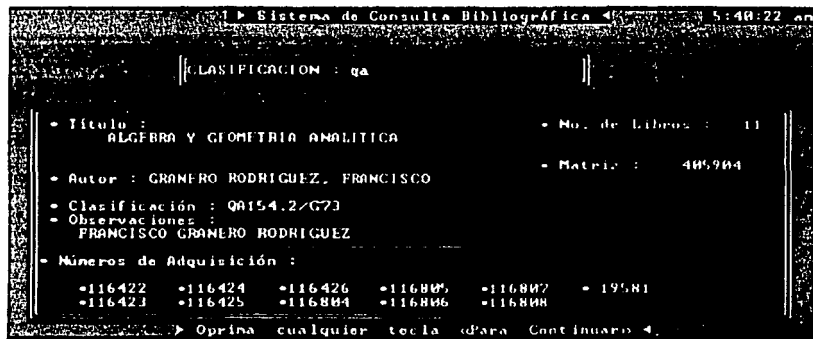 ► Sistema de Consulta Bibliográfica ◄ 5:40:22 am
CLASIFICACION : qa
- Título : - No. de Libros : 11
ALGEBRA Y GEOMETRIA ANALITICA
- Matriz : 405904
- Autor : GRANERO RODRIGUEZ, FRANCISCO
- Clasificación : QA154.2/G73
- Observaciones :
FRANCISCO GRANERO RODRIGUEZ
- Números de Adquisición :
-116422 -116424 -116426 -116805 -116807 - 19581
-116423 -116425 -116804 -116806 -116808
► Oprima cualquier tecla <Para Continuar> ◄